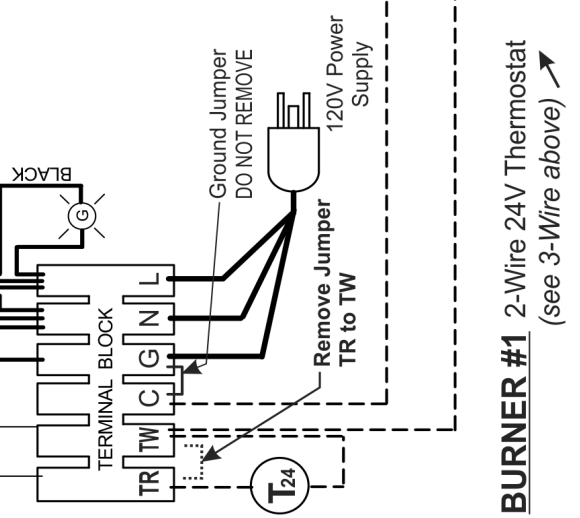 BLACK
G
TERMINAL BLOCK
L
N
G
C
TW
TR
T24
Ground Jumper
DO NOT REMOVE
120V Power
Supply
Remove Jumper
TR to TW
BURNER #1 2-Wire 24V Thermostat
(see 3-Wire above)